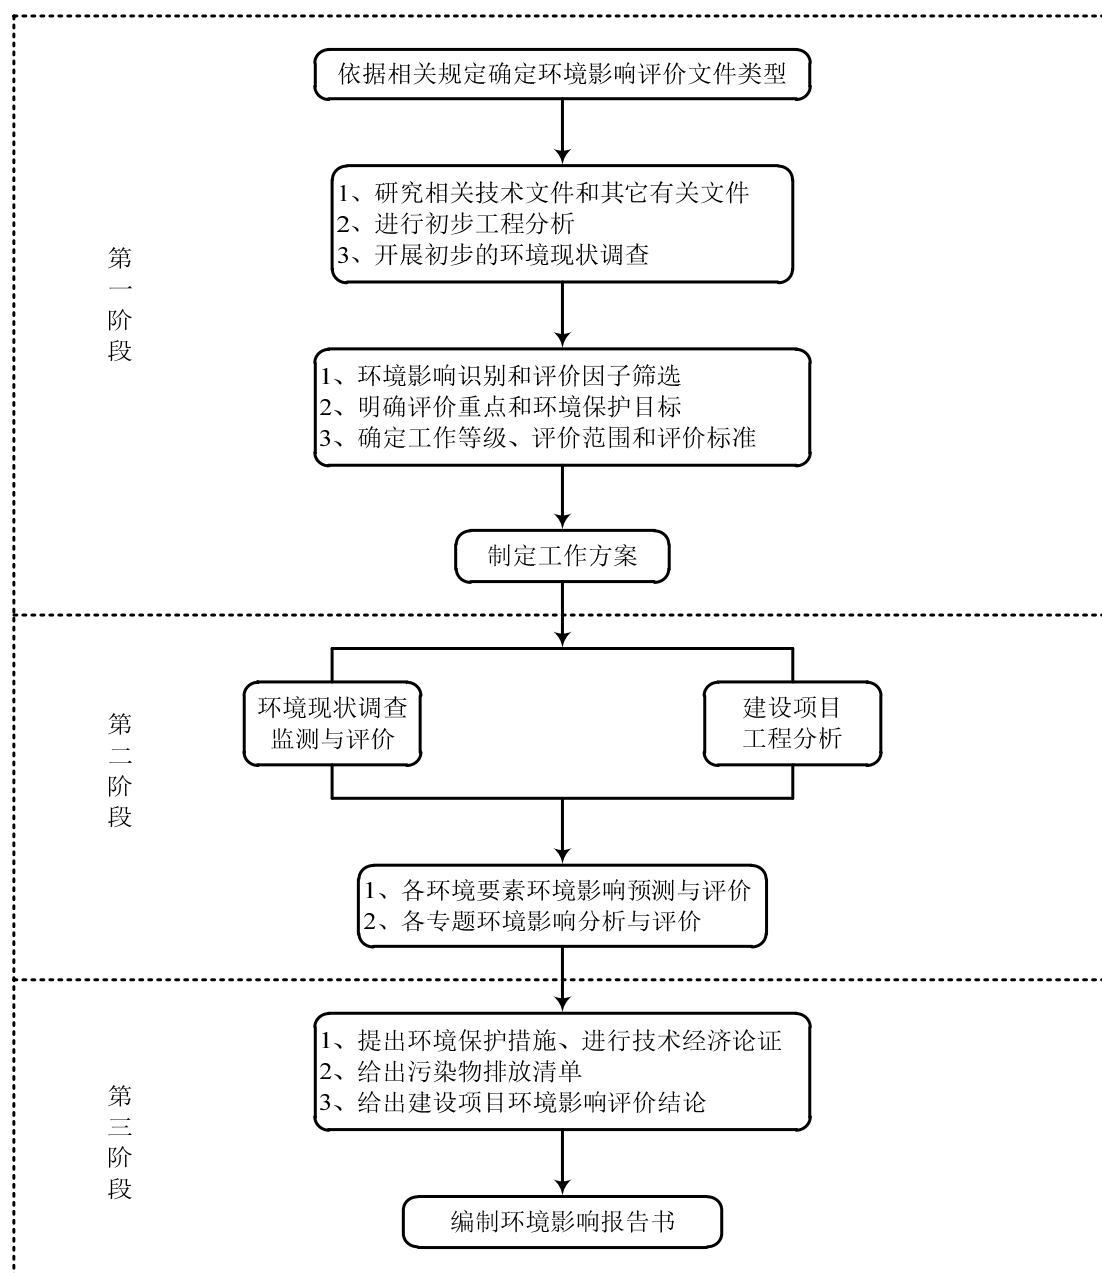 依据相关规定确定环境影响评价文件类型
1、研究相关技术文件和其它有关文件
2、进行初步工程分析
3、开展初步的环境现状调查
第一阶段
1、环境影响识别和评价因子筛选
2、明确评价重点和环境保护目标
3、确定工作等级、评价范围和评价标准
制定工作方案
第二阶段
环境现状调查
监测与评价
建设项目
工程分析
1、各环境要素环境影响预测与评价
2、各专题环境影响分析与评价
第三阶段
1、提出环境保护措施、进行技术经济论证
2、给出污染物排放清单
3、给出建设项目环境影响评价结论
编制环境影响报告书